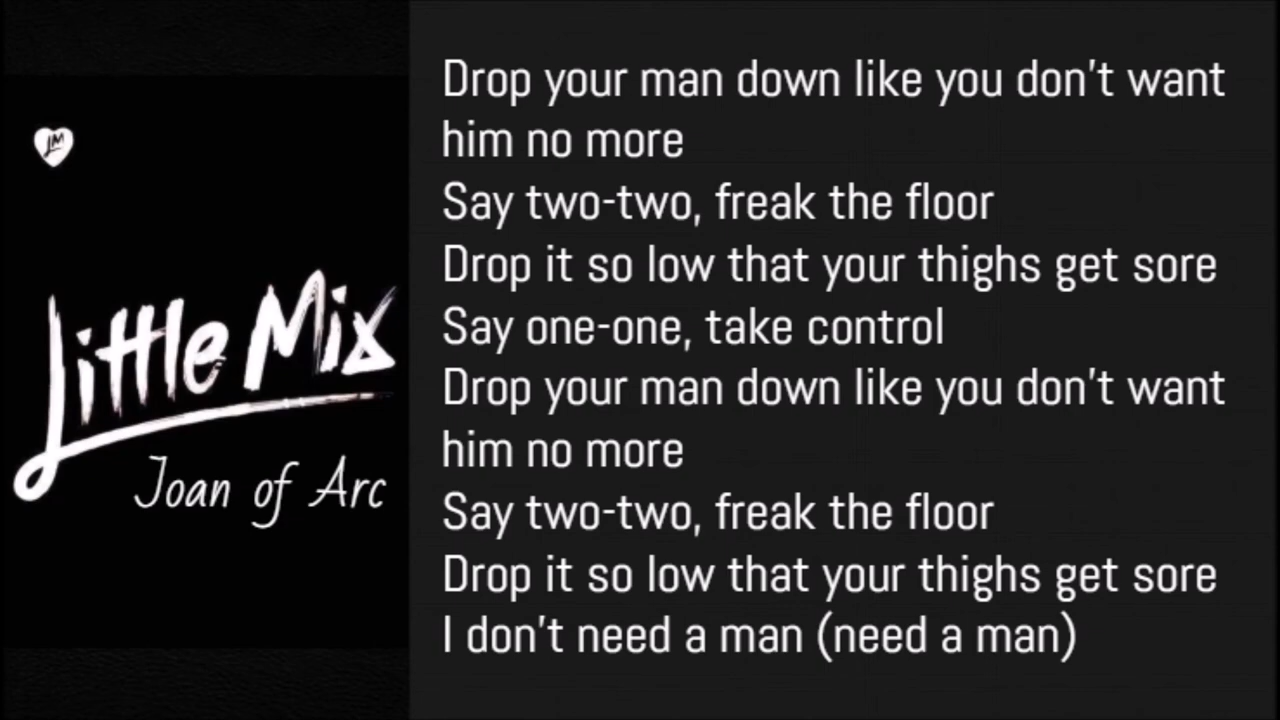 LM
Little Mix
Joan of Arc
Drop your man down like you don't want
him no more
Say two-two, freak the floor
Drop it so low that your thighs get sore
Say one-one, take control
Drop your man down like you don't want
him no more
Say two-two, freak the floor
Drop it so low that your thighs get sore
I don't need a man (need a man)